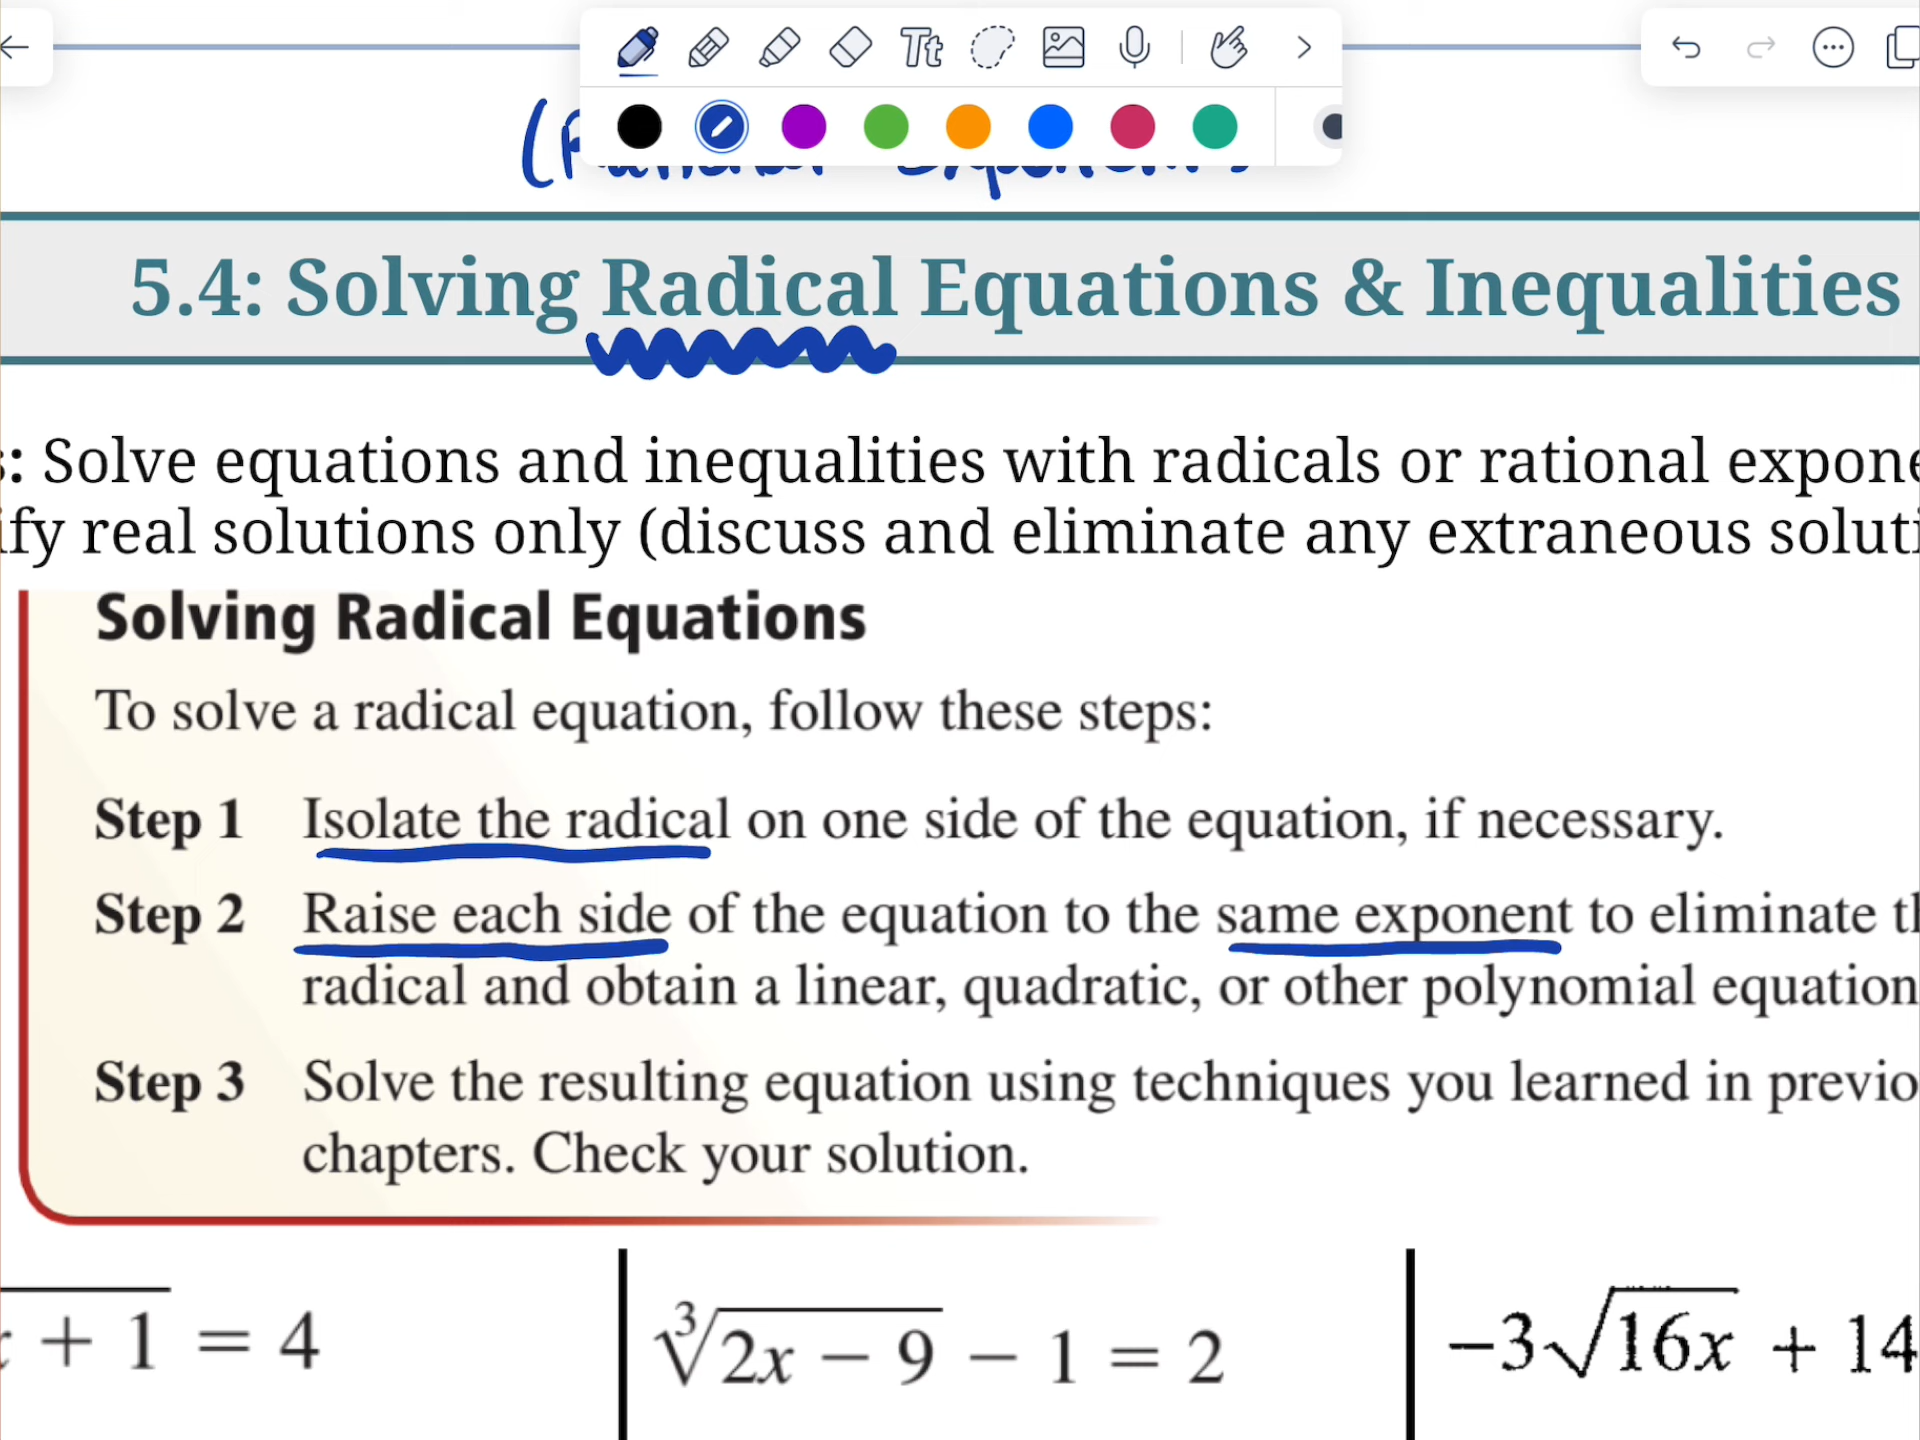 Tt
5.4: Solving Radical Equations & Inequalities
: Solve equations and inequalities with radicals or rational expone
ify real solutions only (discuss and eliminate any extraneous soluti
Solving Radical Equations
To solve a radical equation, follow these steps:
Step 1 Isolate the radical on one side of the equation, if necessary.
Step 2 Raise each side of the equation to the same exponent to eliminate th
radical and obtain a linear, quadratic, or other polynomial equation
Step 3 Solve the resulting equation using techniques you learned in previo
chapters. Check your solution.
+ 1 = 4
∛2x − 9 − 1 = 2
−3√16x + 14